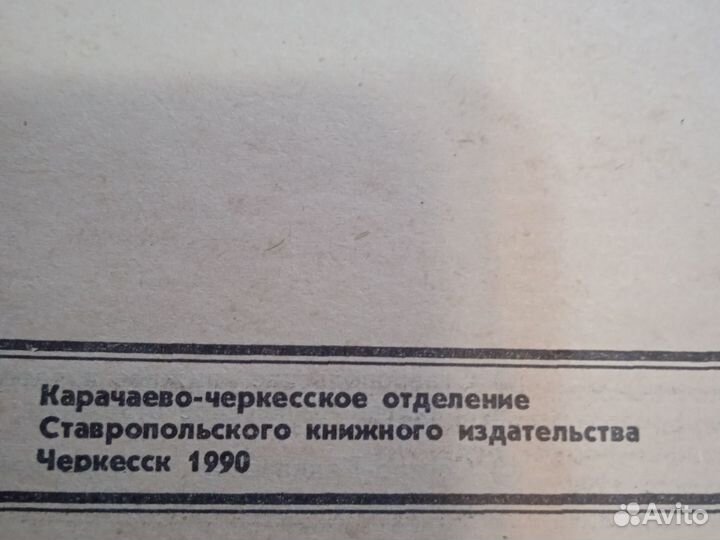 Карачаево-черкесское отделение
Ставропольского книжного издательства
Черкесск 1990
Avito